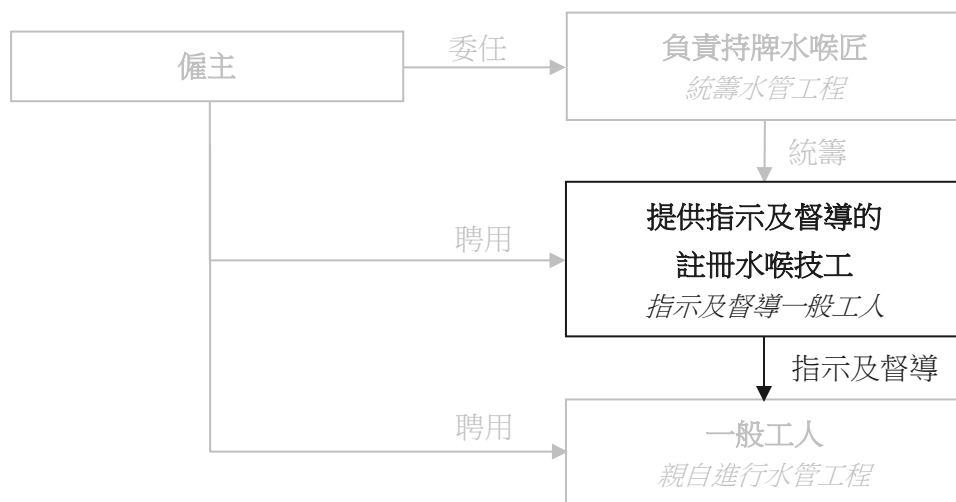 僱主
委任
負責持牌水喉匠
統籌水管工程
統籌
聘用
提供指示及督導的
註冊水喉技工
指示及督導一般工人
指示及督導
聘用
一般工人
親自進行水管工程